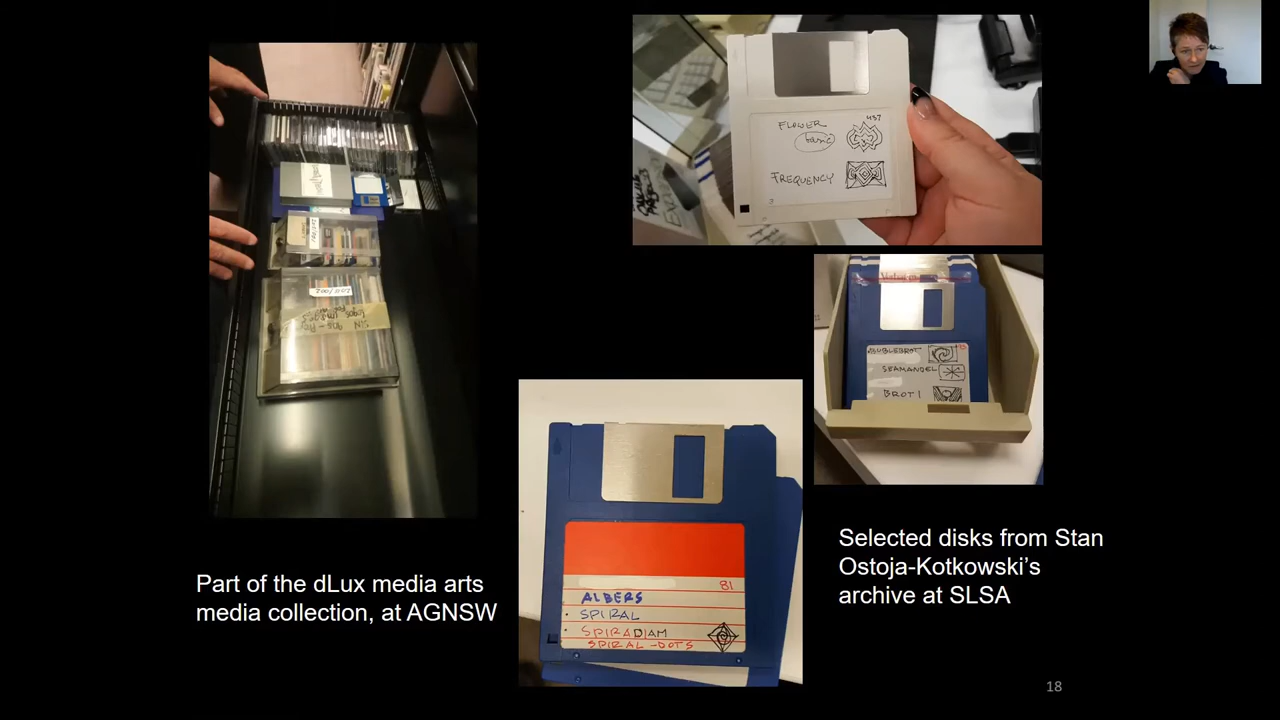 FLOWER
basic
437
FREQUENCY
SEAMANDEL
BROT 1
81
ALBERS
SPIRAL
SPIRADIAM
SPIRAL-DOTS
Selected disks from Stan
Ostoja-Kotkowski's
archive at SLSA
Part of the dLux media arts
media collection, at AGNSW
18